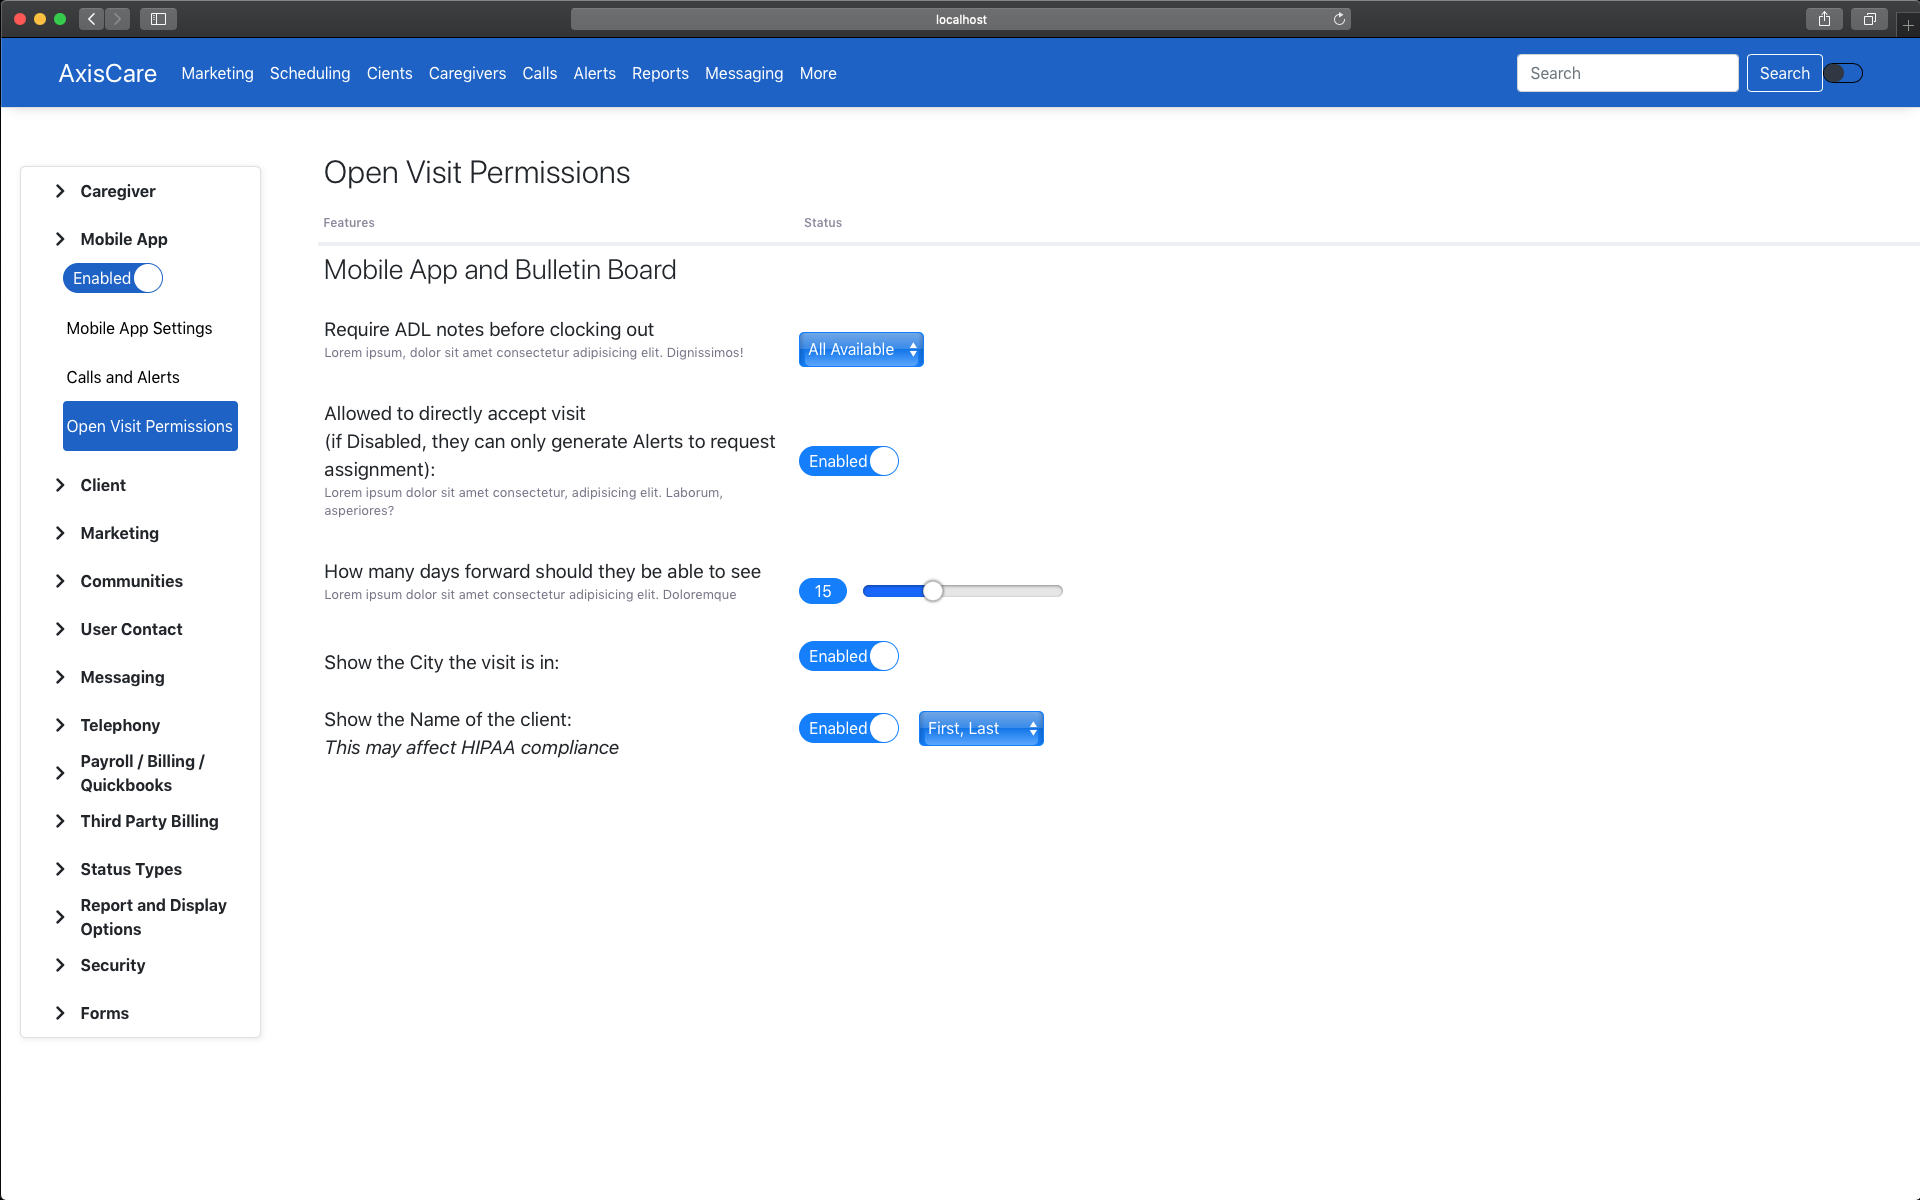 localhost
AxisCare Marketing Scheduling Cients Caregivers Calls Alerts Reports Messaging More Search Search
Caregiver
Mobile App
Enabled
Mobile App Settings
Calls and Alerts
Open Visit Permissions
Client
Marketing
Communities
User Contact
Messaging
Telephony
Payroll / Billing /
Quickbooks
Third Party Billing
Status Types
Report and Display
Options
Security
Forms
Open Visit Permissions
Features Status
Mobile App and Bulletin Board
Require ADL notes before clocking out
Lorem ipsum, dolor sit amet consectetur adipisicing elit. Dignissimos!
All Available
Allowed to directly accept visit
(if Disabled, they can only generate Alerts to request
assignment):
Lorem ipsum dolor sit amet consectetur, adipisicing elit. Laborum,
asperiores?
Enabled
How many days forward should they be able to see
Lorem ipsum dolor sit amet consectetur adipisicing elit. Doloremque
15
Show the City the visit is in:
Enabled
Show the Name of the client:
This may affect HIPAA compliance
Enabled First, Last